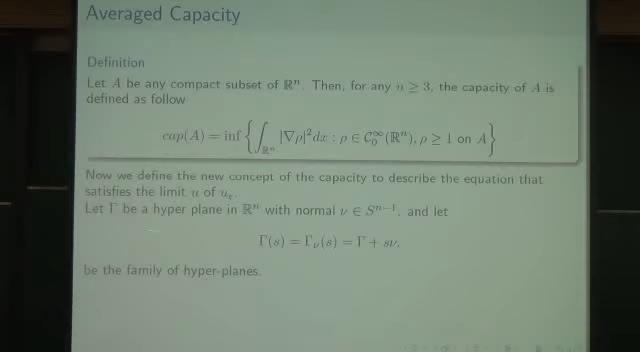 Averaged Capacity
Definition
Let A be any compact subset of ℝⁿ. Then, for any n ≥ 3, the capacity of A is
defined as follow
cap(A) = inf { ∫_ℝⁿ |∇ρ|² dx : ρ ∈ C₀^∞(ℝⁿ), ρ ≥ 1 on A }
Now we define the new concept of the capacity to describe the equation that
satisfies the limit u of u_ε.
Let Γ be a hyper plane in ℝⁿ with normal ν ∈ Sⁿ⁻¹, and let
Γ(s) = Γ_ν(s) = Γ + sν,
be the family of hyper-planes.